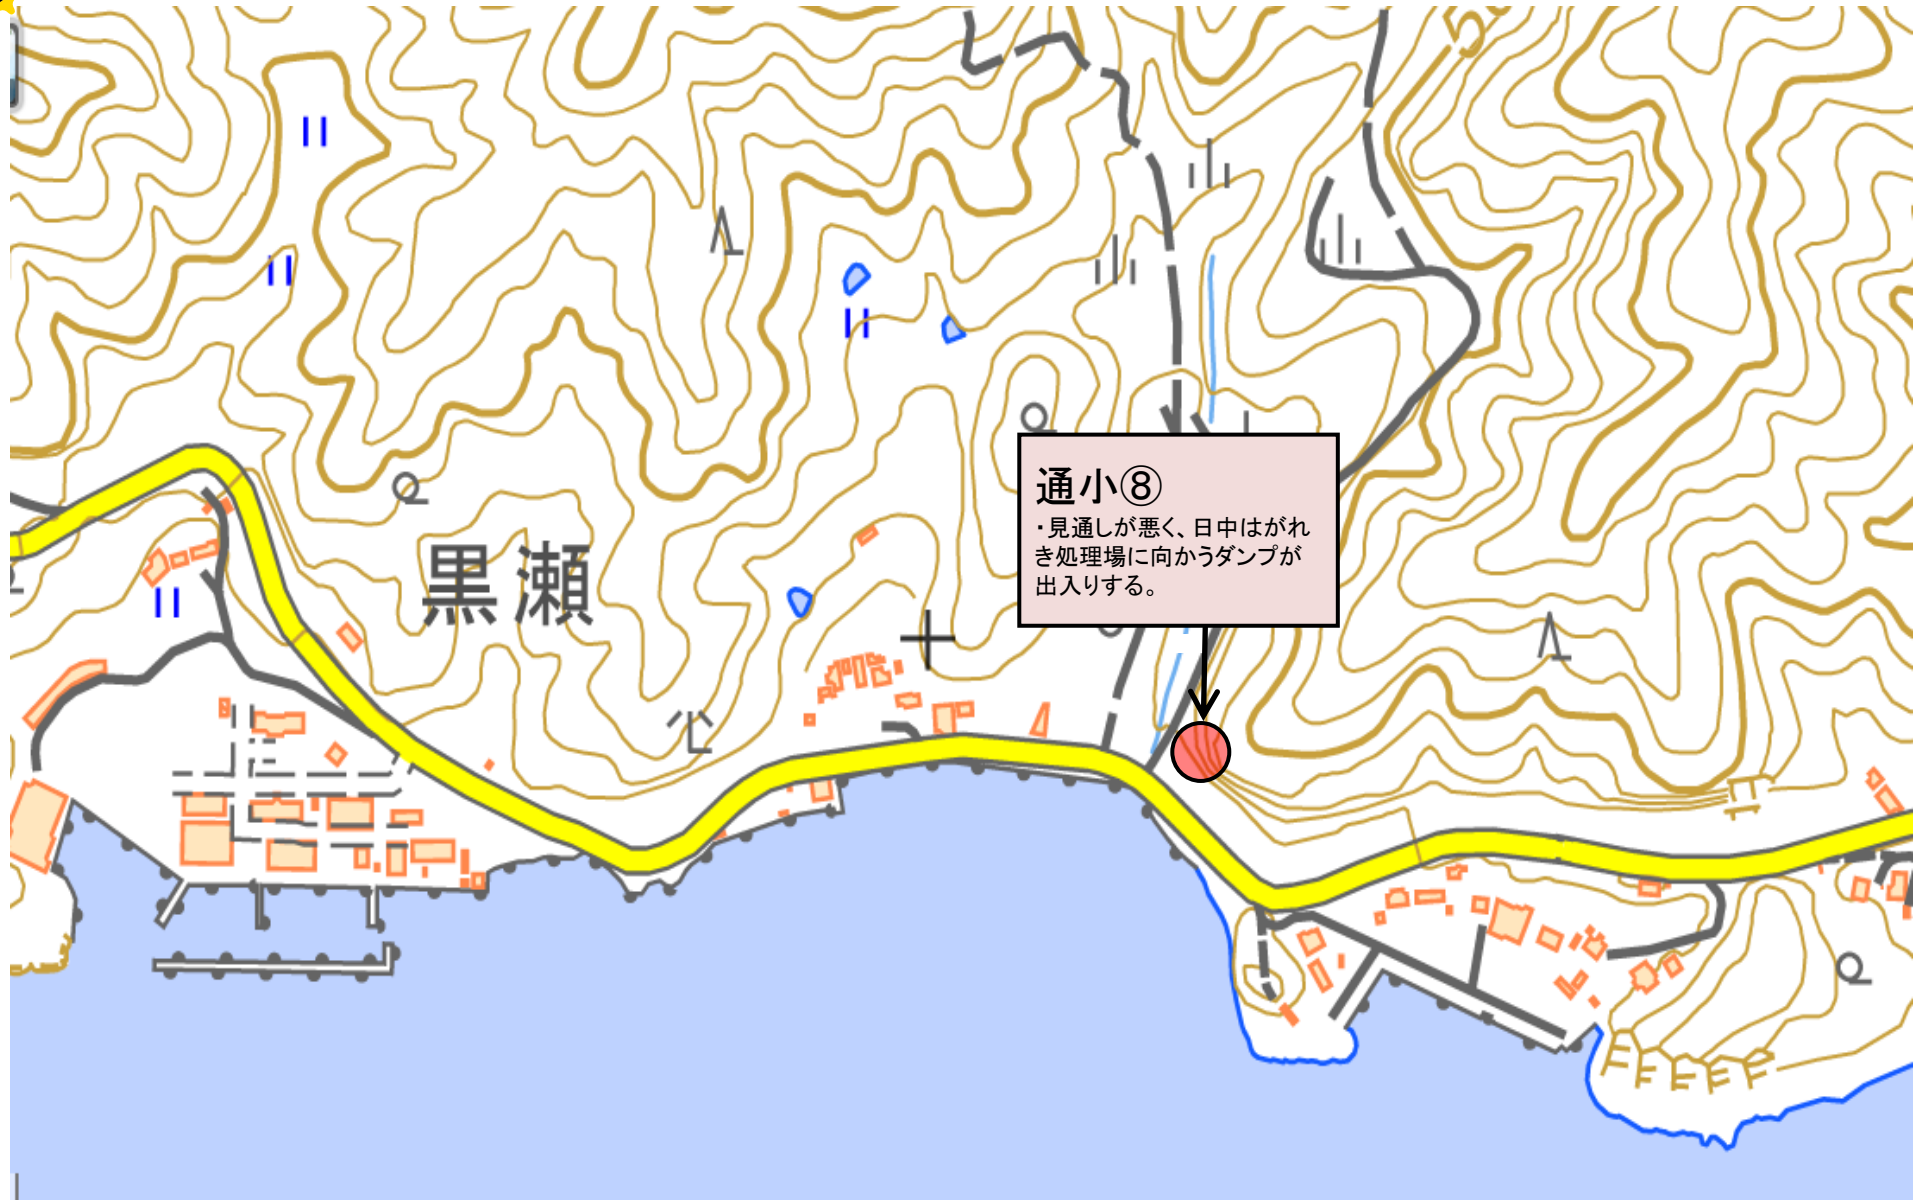 通小⑧
・見通しが悪く、日中はがれ
き処理場に向かうダンプが
出入りする。
黒瀬